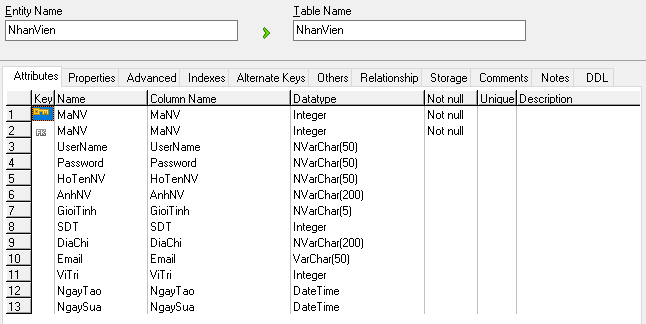 Entity Name Table Name
NhanVien NhanVien
Attributes Properties Advanced Indexes Alternate Keys Others Relationship Storage Comments Notes DDL
Key Name Column Name Datatype Not null Unique Description
1 MaNV MaNV Integer Not null
2 FK MaNV MaNV Integer Not null
3 UserName UserName NVarChar(50)
4 Password Password NVarChar(50)
5 HoTenNV HoTenNV NVarChar(50)
6 AnhNV AnhNV NVarChar(200)
7 GioiTinh GioiTinh NVarChar(5)
8 SDT SDT Integer
9 DiaChi DiaChi NVarChar(200)
10 Email Email VarChar(50)
11 ViTri ViTri Integer
12 NgayTao NgayTao DateTime
13 NgaySua NgaySua DateTime